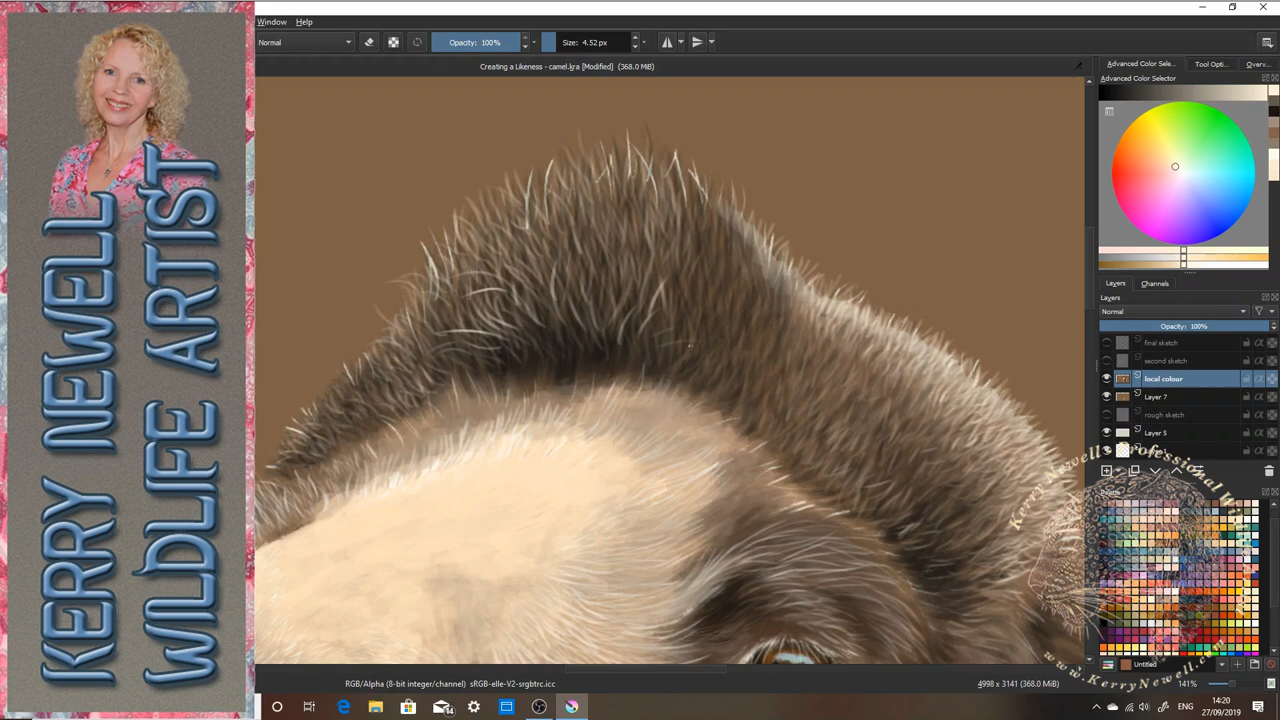 KERRY NEWELL
WILDLIFE ARTIST
Window Help
Normal
Opacity: 100%
Size: 4.52 px
Creating a Likeness - camel.kra [Modified] (368.0 MiB)
Advanced Color Sele... Tool Opti... Overv...
Advanced Color Selector
Layers Channels
Layers
Normal
Opacity: 100%
final sketch
second sketch
local colour
Layer 7
rough sketch
Layer 5
Palette
Kerry Newell, Professional
www.KerryNewell.com
Untitled
RGB/Alpha (8-bit integer/channel) sRGB-elle-V2-srgbtrc.icc
4998 x 3141 (368.0 MiB)
141%
ENG
14:20
27/09/2019